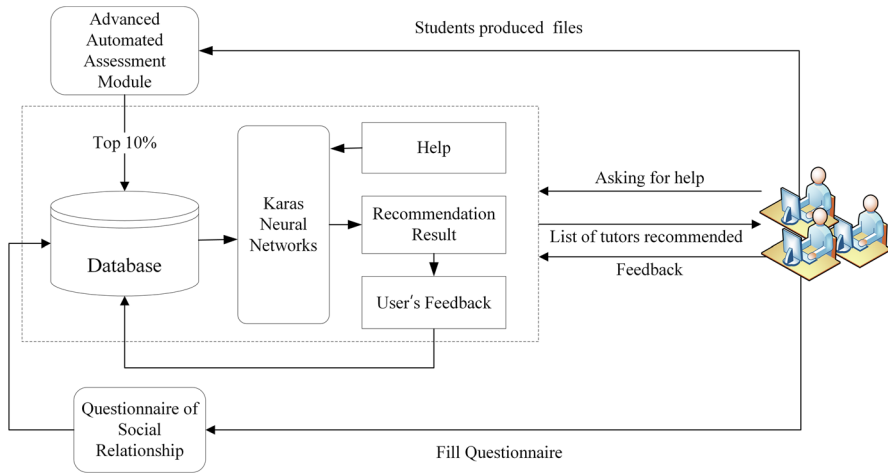 Advanced
Automated
Assessment
Module
Students produced files
Top 10%
Help
Karas
Neural
Networks
Recommendation
Result
Database
User's Feedback
Asking for help
List of tutors recommended
Feedback
Questionnaire of
Social
Relationship
Fill Questionnaire